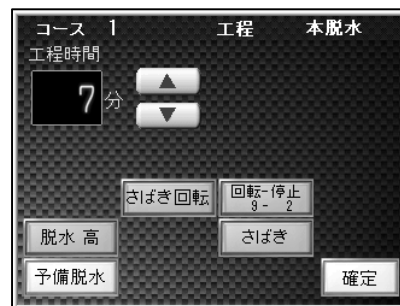 コース 1 工程 本脱水
工程時間
7 分
▲
▼
さばき回転 回転-停止
9 - 2
脱水 高 さばき
予備脱水 確定